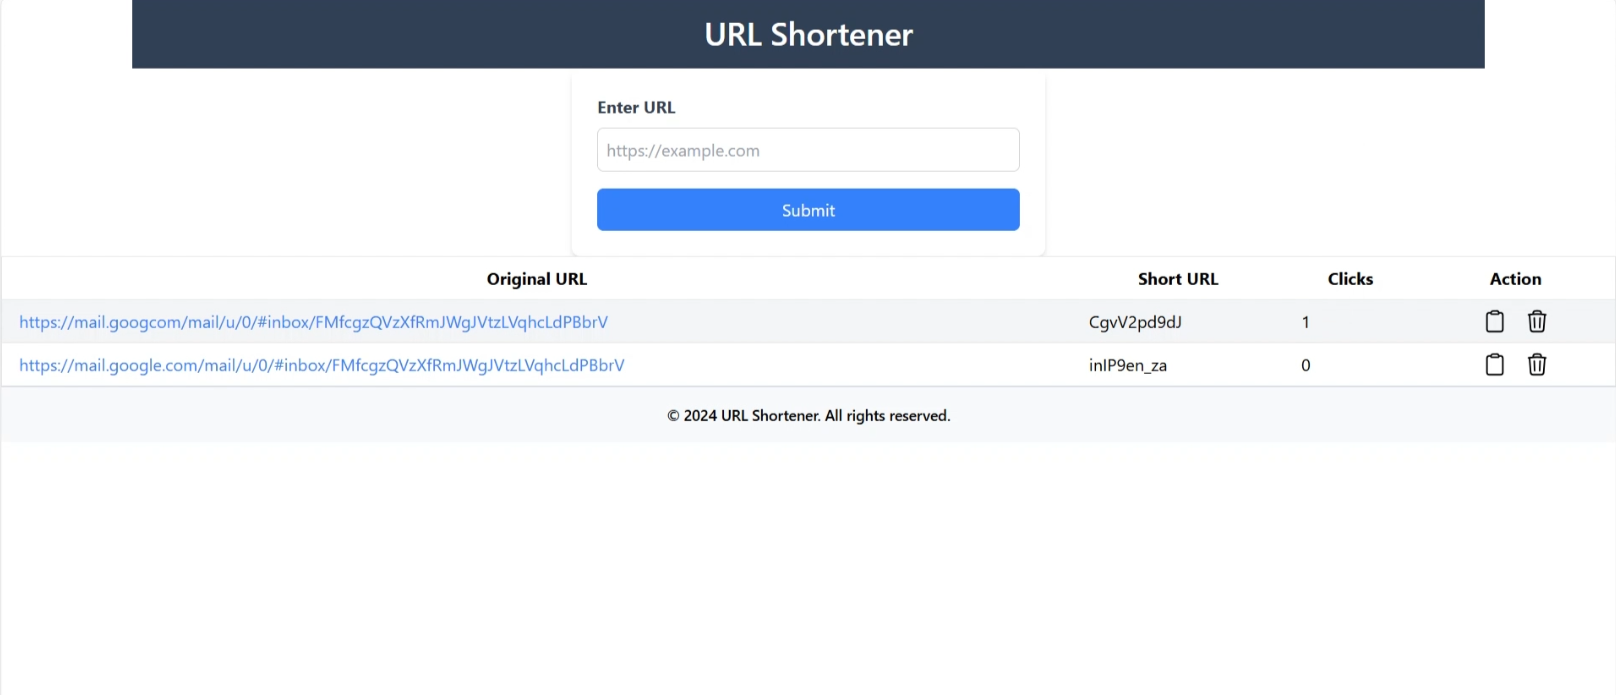 URL Shortener
Enter URL
https://example.com
Submit
Original URL Short URL Clicks Action
https://mail.googcom/mail/u/0/#inbox/FMfcgzQVzXfRmJWgJVtzLVqhcLdPBbrV CgvV2pd9dJ 1
https://mail.google.com/mail/u/0/#inbox/FMfcgzQVzXfRmJWgJVtzLVqhcLdPBbrV inIP9en_za 0
© 2024 URL Shortener. All rights reserved.